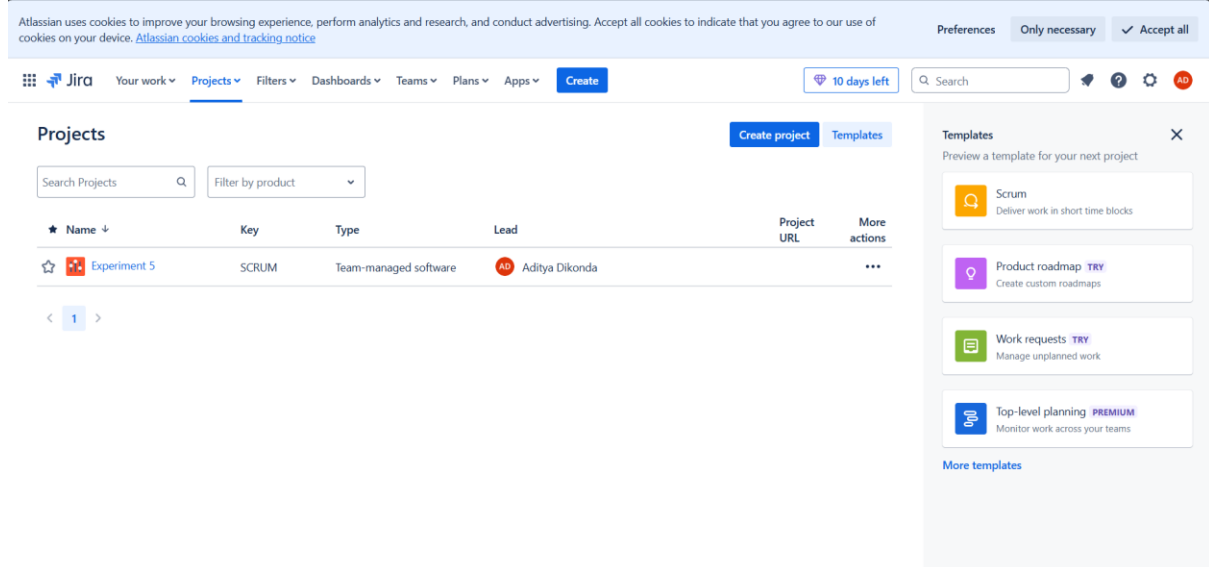 Atlassian uses cookies to improve your browsing experience, perform analytics and research, and conduct advertising. Accept all cookies to indicate that you agree to our use of
cookies on your device. Atlassian cookies and tracking notice
Preferences Only necessary Accept all
Jira Your work Projects Filters Dashboards Teams Plans Apps Create 10 days left Search AD
Projects
Create project Templates
Search Projects Filter by product
Name Key Type Lead Project URL More actions
Experiment 5 SCRUM Team-managed software AD Aditya Dikonda
1
Templates
Preview a template for your next project
Scrum
Deliver work in short time blocks
Product roadmap TRY
Create custom roadmaps
Work requests TRY
Manage unplanned work
Top-level planning PREMIUM
Monitor work across your teams
More templates